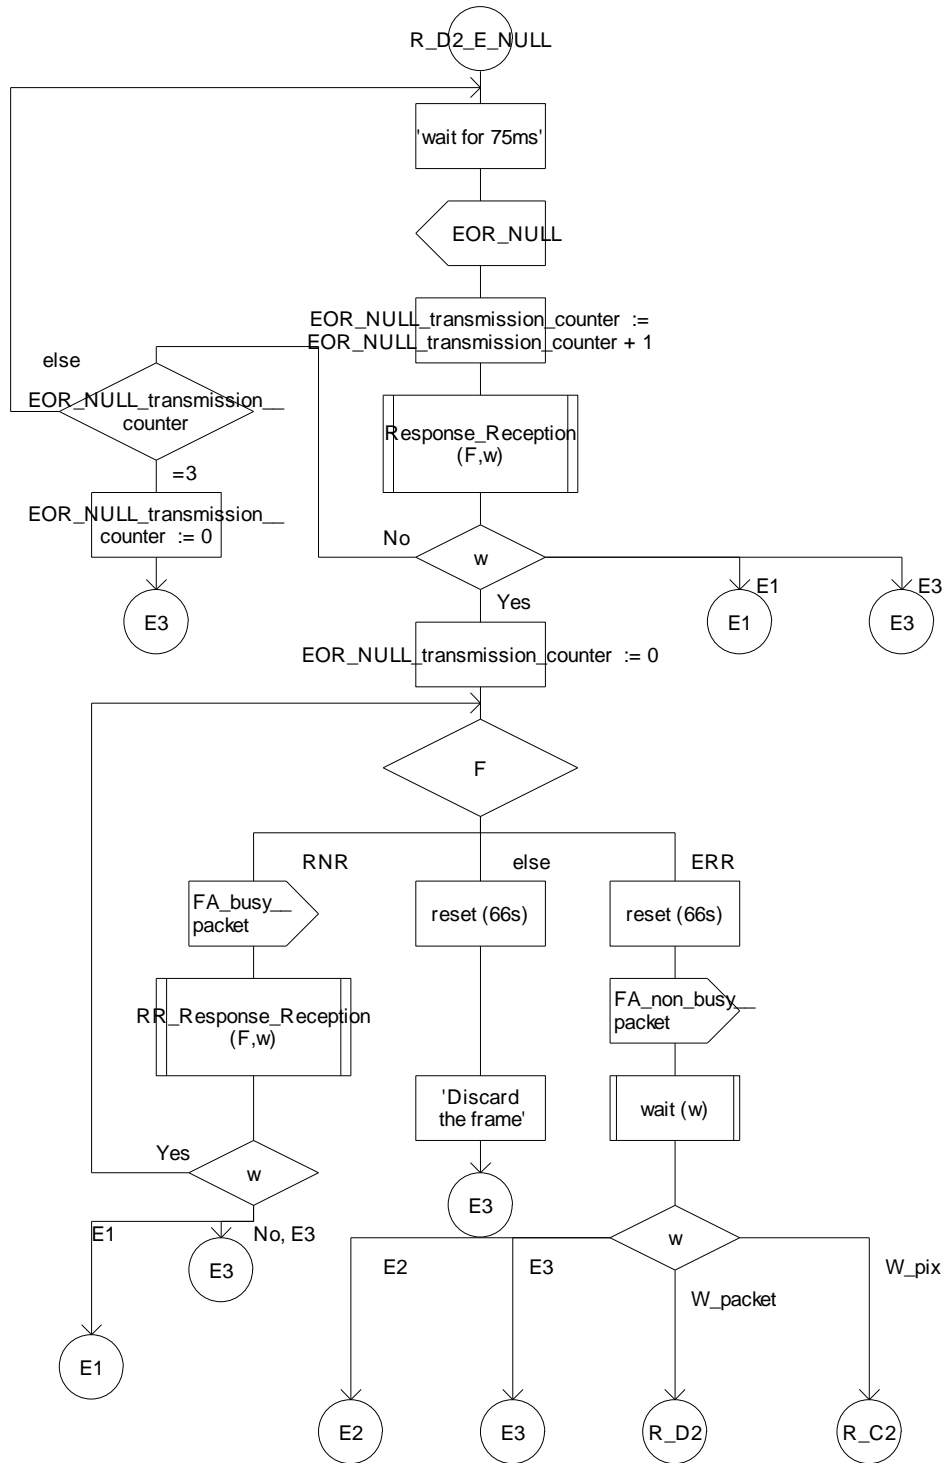 R_D2_E_NULL
'wait for 75ms'
EOR_NULL
EOR_NULL_transmission_counter :=
EOR_NULL_transmission_counter + 1
else
EOR_NULL_transmission__
counter
Response_Reception
(F,w)
=3
EOR_NULL_transmission__
counter := 0
No
w
E1
E3
Yes
E3
E1
E3
EOR_NULL_transmission_counter := 0
F
RNR
else
ERR
FA_busy__
packet
reset (66s)
reset (66s)
FA_non_busy__
packet
RR_Response_Reception
(F,w)
'Discard
the frame'
wait (w)
Yes
w
E3
E1
No, E3
w
E3
E2
E3
W_pix
W_packet
E1
E2
E3
R_D2
R_C2